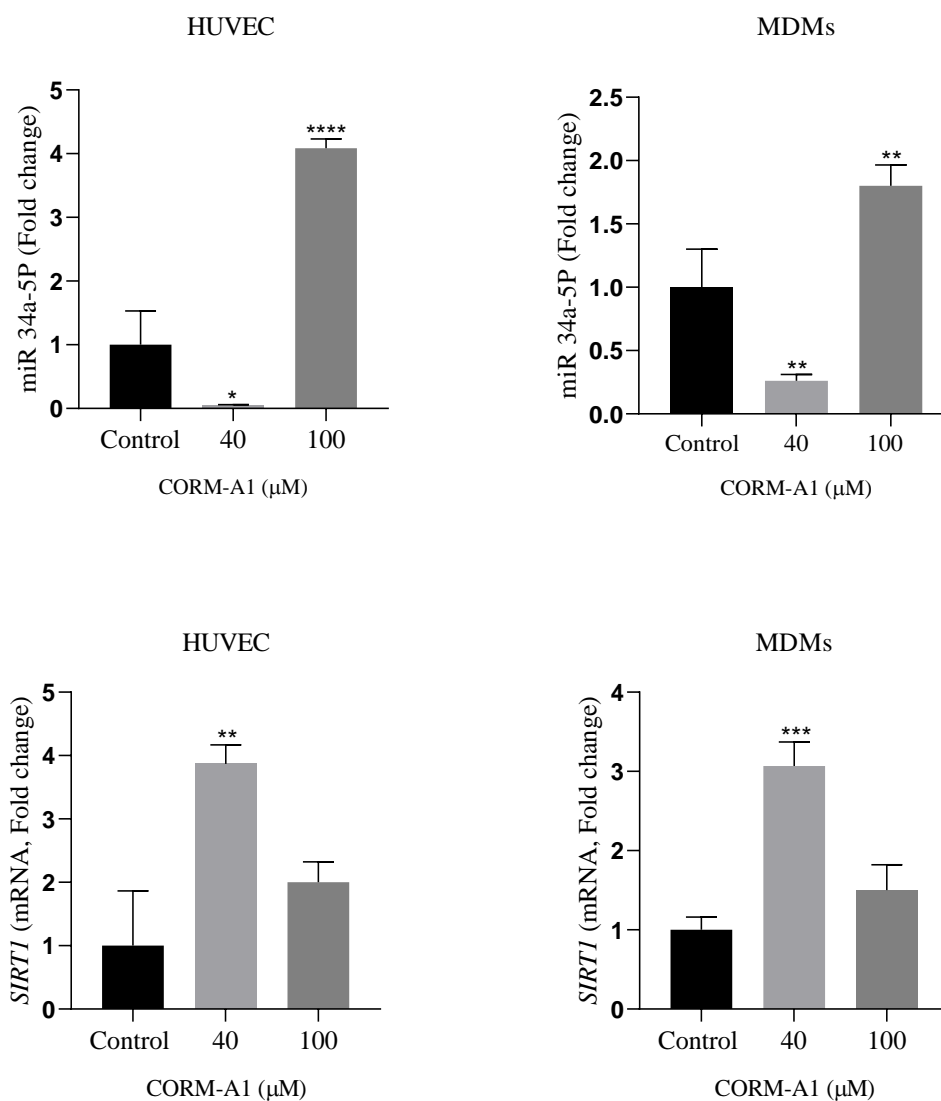 HUVEC
miR 34a-5P (Fold change)
5
4
3
2
1
0
****
*
Control 40 100
CORM-A1 (μM)
MDMs
miR 34a-5P (Fold change)
2.5
2.0
1.5
1.0
0.5
0.0
**
**
Control 40 100
CORM-A1 (μM)
HUVEC
SIRT1 (mRNA, Fold change)
5
4
3
2
1
0
**
Control 40 100
CORM-A1 (μM)
MDMs
SIRT1 (mRNA, Fold change)
4
3
2
1
0
***
Control 40 100
CORM-A1 (μM)